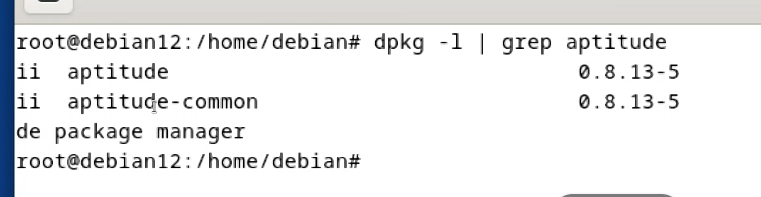 root@debian12:/home/debian# dpkg -l | grep aptitude
ii  aptitude                                  0.8.13-5
ii  aptitude-common                           0.8.13-5
de package manager
root@debian12:/home/debian#